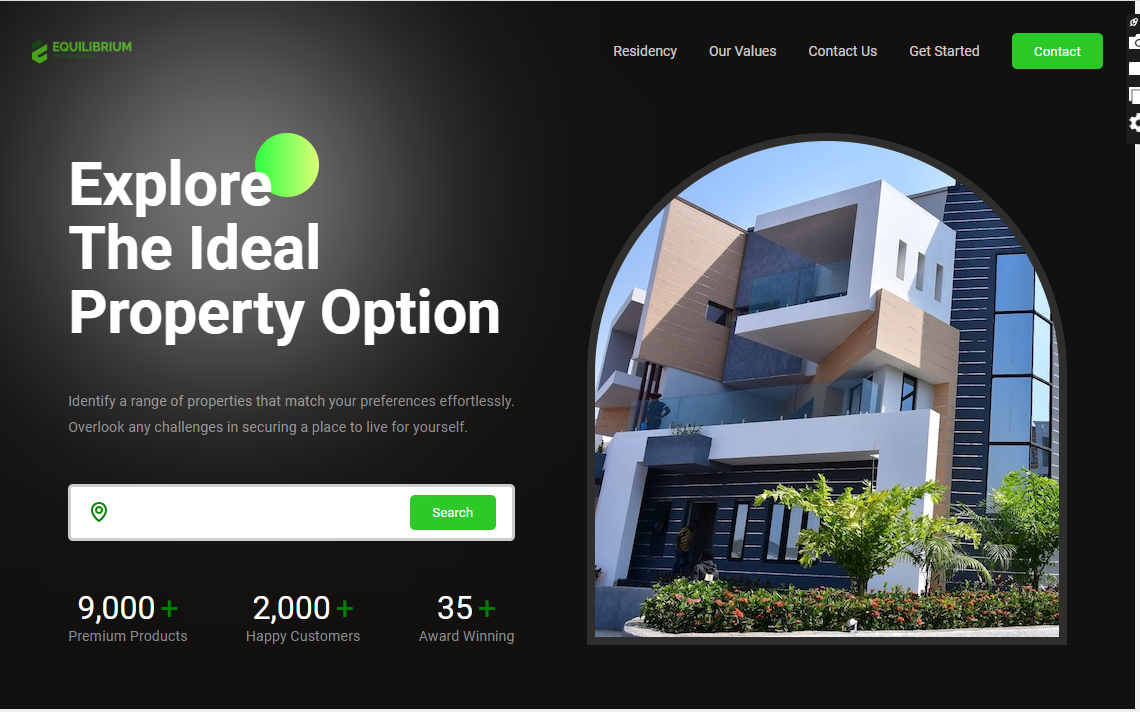 EQUILIBRIUM
Residency
Our Values
Contact Us
Get Started
Contact
Explore
The Ideal
Property Option
Identify a range of properties that match your preferences effortlessly.
Overlook any challenges in securing a place to live for yourself.
Search
9,000 +
Premium Products
2,000 +
Happy Customers
35 +
Award Winning